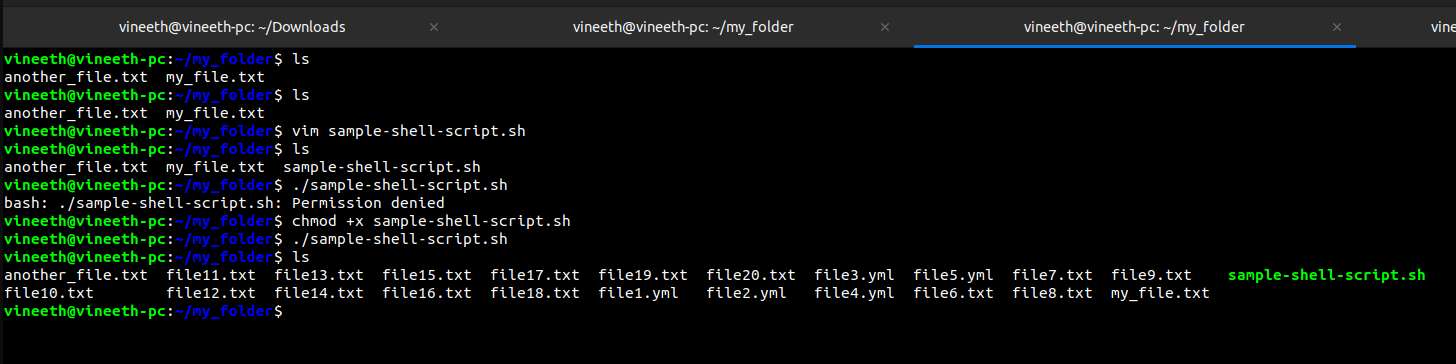 vineeth@vineeth-pc: ~/Downloads × vineeth@vineeth-pc: ~/my_folder × vineeth@vineeth-pc: ~/my_folder × vine
vineeth@vineeth-pc:~/my_folder$ ls
another_file.txt  my_file.txt
vineeth@vineeth-pc:~/my_folder$ ls
another_file.txt  my_file.txt
vineeth@vineeth-pc:~/my_folder$ vim sample-shell-script.sh
vineeth@vineeth-pc:~/my_folder$ ls
another_file.txt  my_file.txt  sample-shell-script.sh
vineeth@vineeth-pc:~/my_folder$ ./sample-shell-script.sh
bash: ./sample-shell-script.sh: Permission denied
vineeth@vineeth-pc:~/my_folder$ chmod +x sample-shell-script.sh
vineeth@vineeth-pc:~/my_folder$ ./sample-shell-script.sh
vineeth@vineeth-pc:~/my_folder$ ls
another_file.txt  file11.txt  file13.txt  file15.txt  file17.txt  file19.txt  file20.txt  file3.yml  file5.yml  file7.txt  file9.txt    sample-shell-script.sh
file10.txt        file12.txt  file14.txt  file16.txt  file18.txt  file1.yml   file2.yml   file4.yml  file6.txt  file8.txt  my_file.txt
vineeth@vineeth-pc:~/my_folder$